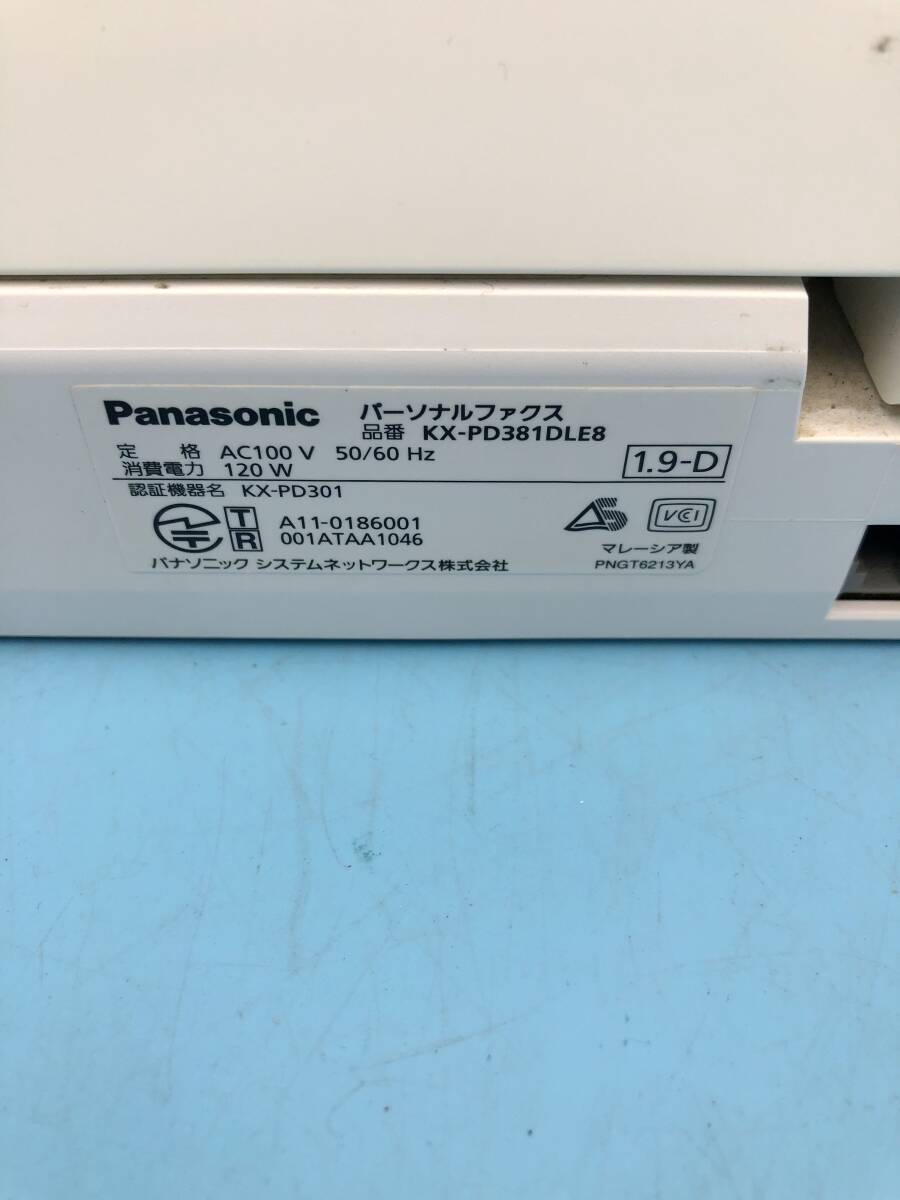 Panasonic パーソナルファクス
品番 KX-PD381DLE8
定 格 AC100 V 50/60 Hz
消費電力 120 W
1.9-D
認証機器名 KX-PD301
T A11-0186001
R 001ATAA1046
VCI
マレーシア製
パナソニック システムネットワークス株式会社 PNGT6213YA